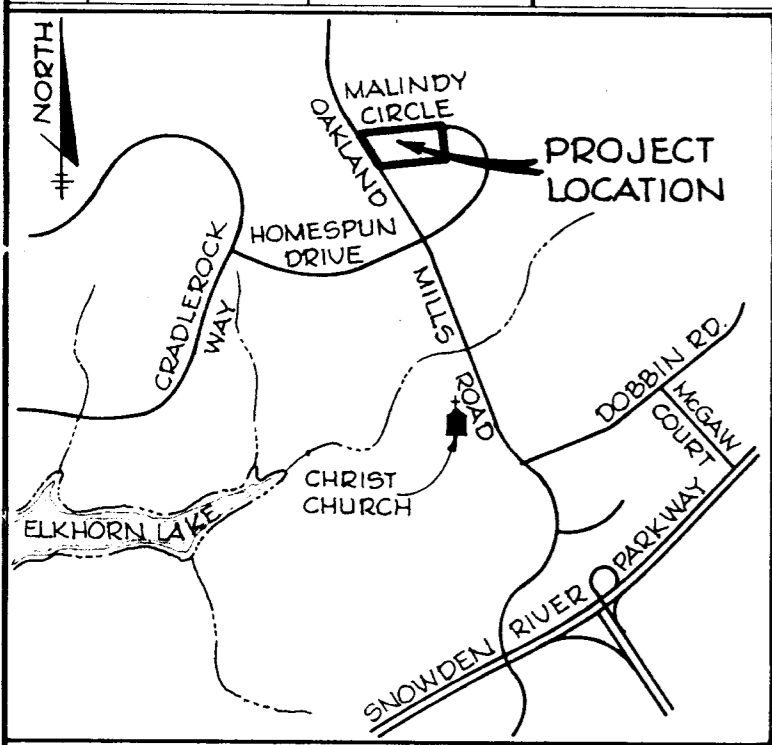 NORTH
MALINDY
CIRCLE
OAKLAND
MILLS
ROAD
PROJECT
LOCATION
HOMESPUN
DRIVE
CRADLEROCK
WAY
DOBBIN RD.
McGAW
COURT
CHRIST
CHURCH
ELKHORN LAKE
SNOWDEN RIVER PARKWAY